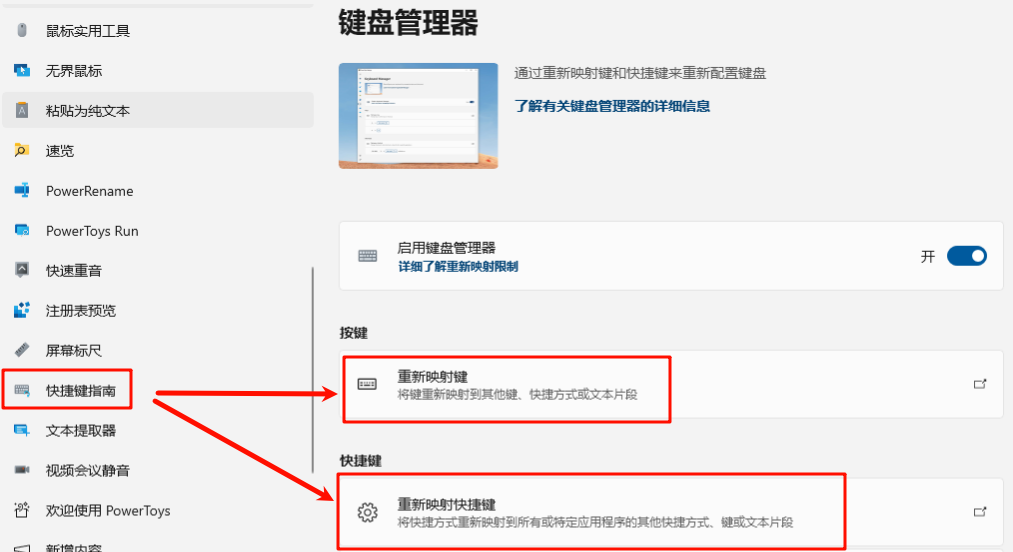 鼠标实用工具
无界鼠标
粘贴为纯文本
速览
PowerRename
PowerToys Run
快速重音
注册表预览
屏幕标尺
快捷键指南
文本提取器
视频会议静音
欢迎使用 PowerToys
新增内容
键盘管理器
通过重新映射键和快捷键来重新配置键盘
了解有关键盘管理器的详细信息
启用键盘管理器
详细了解重新映射限制
开
按键
重新映射键
将键重新映射到其他键、快捷方式或文本片段
快捷键
重新映射快捷键
将快捷方式重新映射到所有或特定应用程序的其他快捷方式、键或文本片段